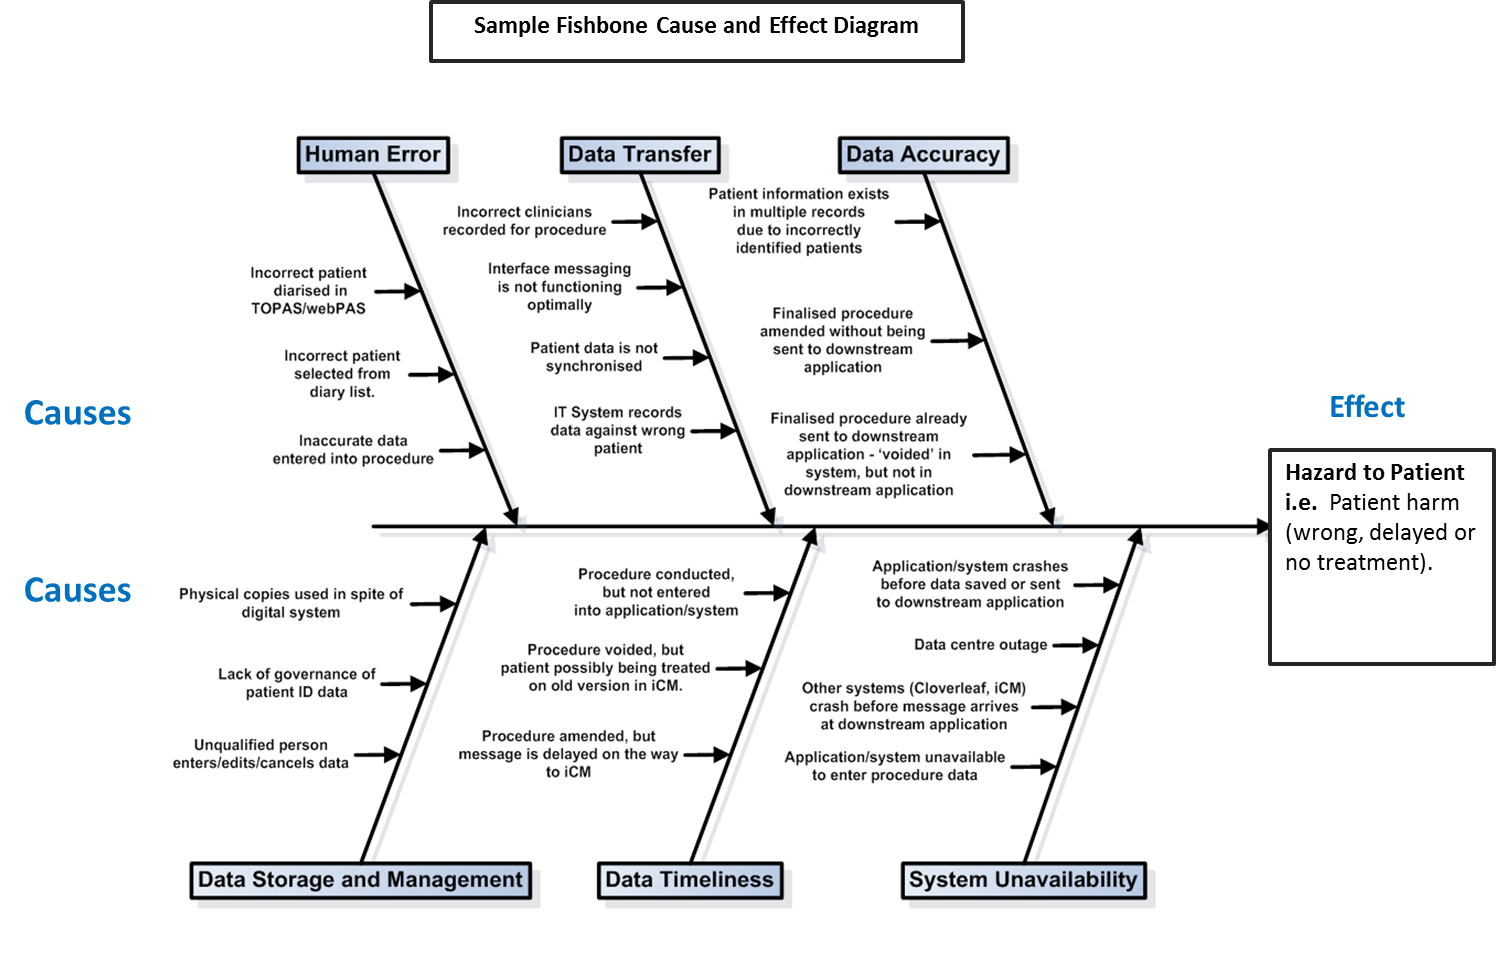 Sample Fishbone Cause and Effect Diagram
Human Error
Data Transfer
Data Accuracy
Incorrect patient
diarised in
TOPAS/webPAS
Incorrect patient
selected from
diary list.
Inaccurate data
entered into procedure
Incorrect clinicians
recorded for procedure
Interface messaging
is not functioning
optimally
Patient data is not
synchronised
IT System records
data against wrong
patient
Patient information exists
in multiple records
due to incorrectly
identified patients
Finalised procedure
amended without being
sent to downstream
application
Finalised procedure already
sent to downstream
application - ‘voided’ in
system, but not in
downstream application
Causes
Effect
Hazard to Patient
i.e. Patient harm
(wrong, delayed or
no treatment).
Causes
Physical copies used in spite of
digital system
Lack of governance of
patient ID data
Unqualified person
enters/edits/cancels data
Procedure conducted,
but not entered
into application/system
Procedure voided, but
patient possibly being treated
on old version in iCM.
Procedure amended, but
message is delayed on the way
to iCM
Application/system crashes
before data saved or sent
to downstream application
Data centre outage
Other systems (Cloverleaf, iCM)
crash before message arrives
at downstream application
Application/system unavailable
to enter procedure data
Data Storage and Management
Data Timeliness
System Unavailability